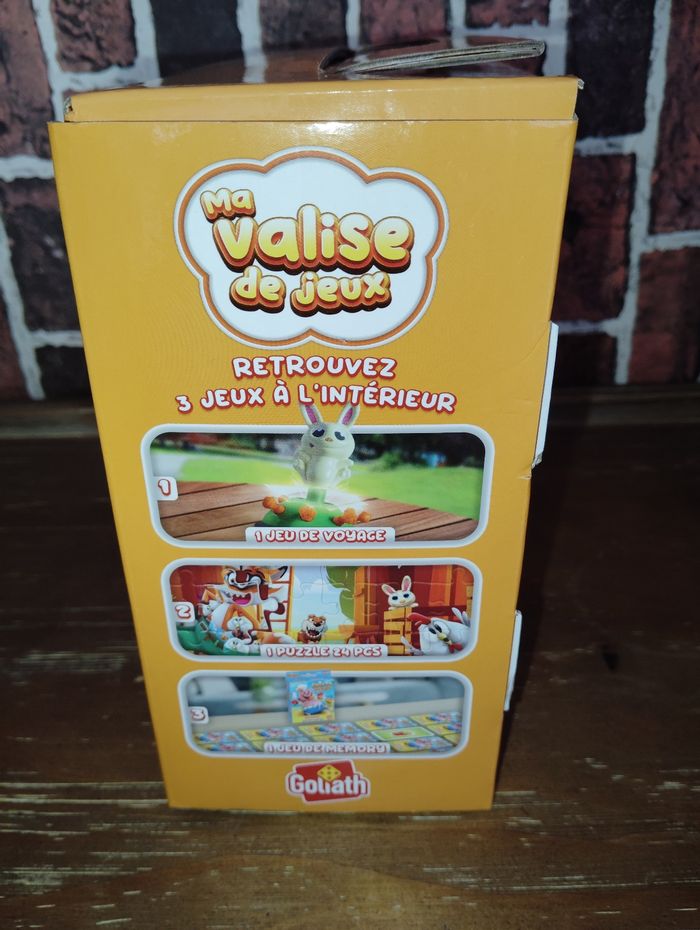 Ma
Valise
de jeux
RETROUVEZ
3 JEUX À L'INTÉRIEUR
1
1 JEU DE VOYAGE
2
1 PUZZLE 24 PCS
3
1 JEU DE MEMORY
Goliath